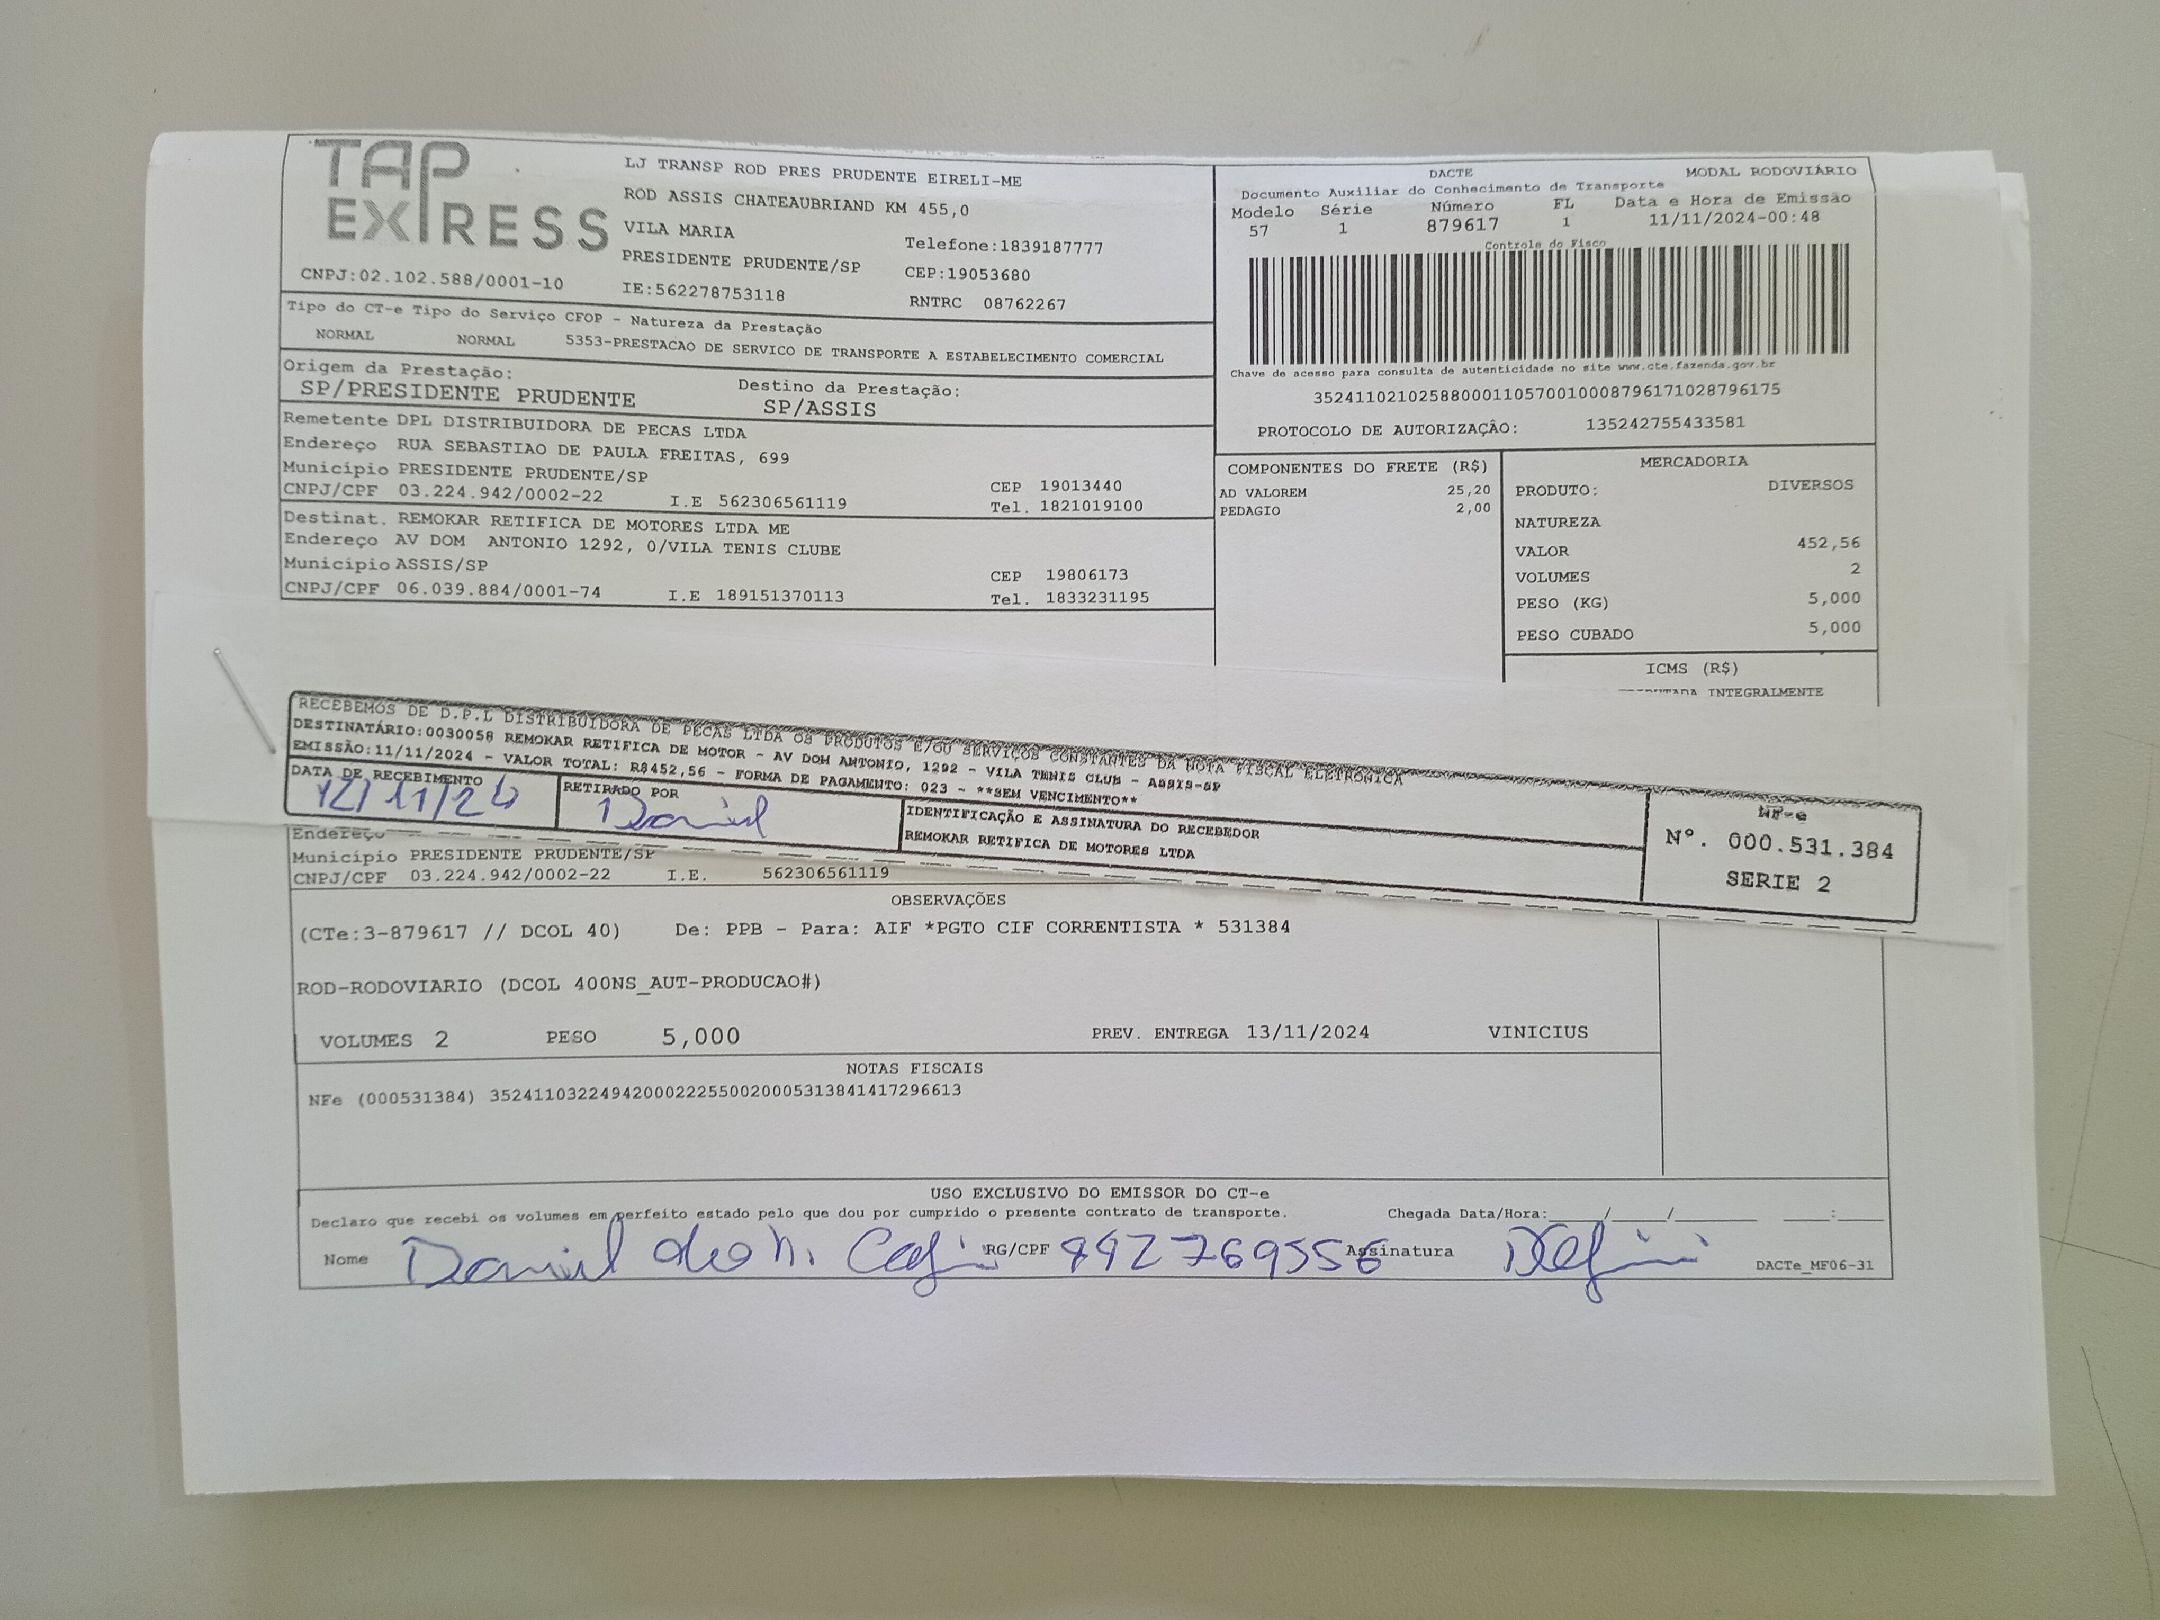 TAP EXPRESS
LJ TRANSP ROD PRES PRUDENTE EIRELI-ME
ROD ASSIS CHATEAUBRIAND KM 455,0
VILA MARIA
Telefone:1839187777
PRESIDENTE PRUDENTE/SP
CEP:19053680
CNPJ:02.102.588/0001-10
IE:562278753118
RNTRC 08762267
DACTE
MODAL RODOVIÁRIO
Documento Auxiliar do Conhecimento de Transporte
Modelo Série Número FL Data e Hora de Emissão
57 1 879617 1 11/11/2024-00:48
Controle do Fisco
Chave de acesso para consulta de autenticidade no site www.cte.fazenda.gov.br
35241102102588000110570010008796171028796175
PROTOCOLO DE AUTORIZAÇÃO: 135242755433581
Tipo do CT-e Tipo do Serviço CFOP - Natureza da Prestação
NORMAL NORMAL 5353-PRESTACAO DE SERVICO DE TRANSPORTE A ESTABELECIMENTO COMERCIAL
Origem da Prestação: Destino da Prestação:
SP/PRESIDENTE PRUDENTE SP/ASSIS
Remetente DPL DISTRIBUIDORA DE PECAS LTDA
Endereço RUA SEBASTIAO DE PAULA FREITAS, 699
Município PRESIDENTE PRUDENTE/SP CEP 19013440
CNPJ/CPF 03.224.942/0002-22 I.E 562306561119 Tel. 1821019100
Destinat. REMOKAR RETIFICA DE MOTORES LTDA ME
Endereço AV DOM ANTONIO 1292, 0/VILA TENIS CLUBE
Município ASSIS/SP CEP 19806173
CNPJ/CPF 06.039.884/0001-74 I.E 189151370113 Tel. 1833231195
COMPONENTES DO FRETE (R$)
AD VALOREM 25,20
PEDAGIO 2,00
MERCADORIA
PRODUTO: DIVERSOS
NATUREZA
VALOR 452,56
VOLUMES 2
PESO (KG) 5,000
PESO CUBADO 5,000
ICMS (R$)
INTEGRALMENTE
RECEBEMOS DE D.P.L DISTRIBUIDORA DE PECAS LTDA OS PRODUTOS E/OU SERVIÇOS CONSTANTES DA NOTA FISCAL ELETRÔNICA
DESTINATÁRIO:0030058 REMOKAR RETIFICA DE MOTOR - AV DOM ANTONIO, 1292 - VILA TENIS CLUB - ASSIS-SP
EMISSÃO:11/11/2024 - VALOR TOTAL: R$452,56 - FORMA DE PAGAMENTO: 023 - **SEM VENCIMENTO**
DATA DE RECEBIMENTO RETIRADO POR IDENTIFICAÇÃO E ASSINATURA DO RECEBEDOR
12/11/24 Daniel REMOKAR RETIFICA DE MOTORES LTDA
NF-e
Nº. 000.531.384
SERIE 2
Endereço
Município PRESIDENTE PRUDENTE/SP
CNPJ/CPF 03.224.942/0002-22 I.E. 562306561119
OBSERVAÇÕES
(CTe:3-879617 // DCOL 40) De: PPB - Para: AIF *PGTO CIF CORRENTISTA * 531384
ROD-RODOVIARIO (DCOL 400NS_AUT-PRODUCAO#)
VOLUMES 2 PESO 5,000 PREV. ENTREGA 13/11/2024 VINICIUS
NOTAS FISCAIS
NFe (000531384) 35241103224942000222550020005313841417296613
USO EXCLUSIVO DO EMISSOR DO CT-e
Declaro que recebi os volumes em perfeito estado pelo que dou por cumprido o presente contrato de transporte. Chegada Data/Hora:____/____/______ ___:___
Nome Daniel RG/CPF 892769556 Assinatura
DACTe_MF06-31